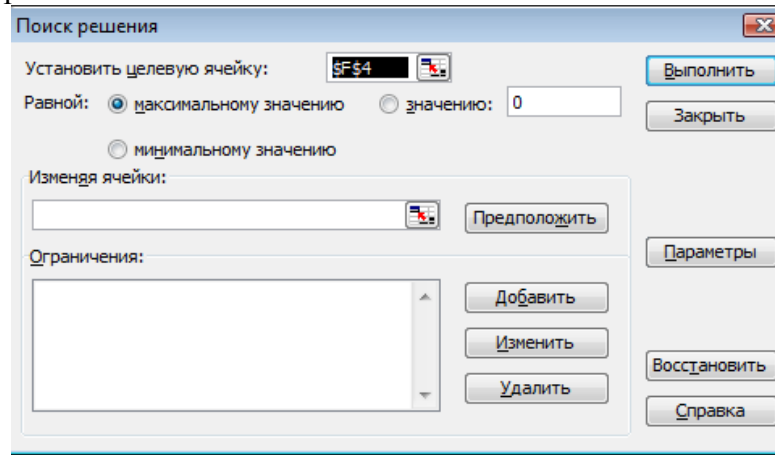 Поиск решения
Установить целевую ячейку: $F$4
Выполнить
Равной: максимальному значению значению: 0
Закрыть
минимальному значению
Изменяя ячейки:
Предположить
Параметры
Ограничения:
Добавить
Изменить
Удалить
Восстановить
Справка